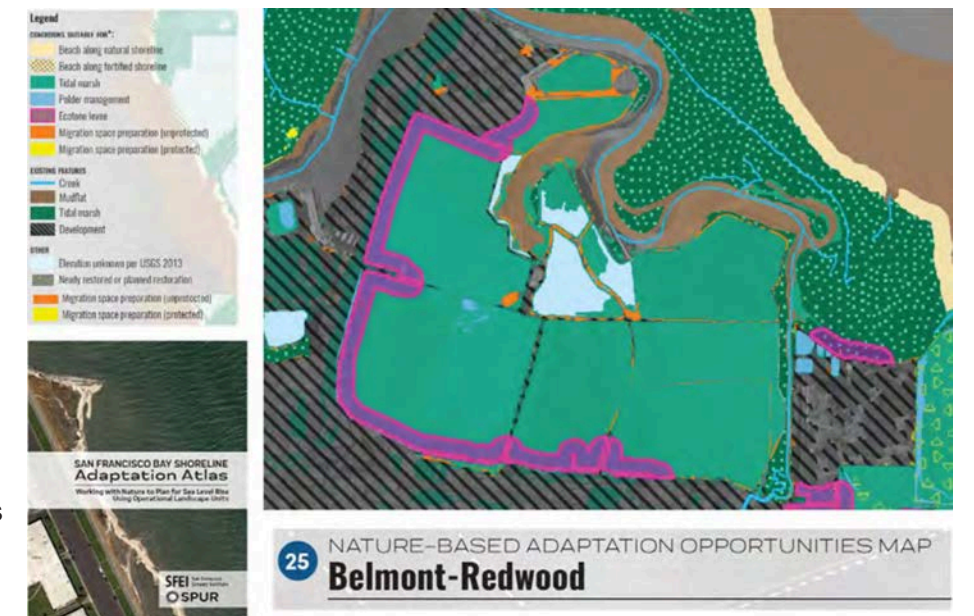 Legend
CONDITIONS SUITABLE FOR*:
Beach along natural shoreline
Beach along fortified shoreline
Tidal marsh
Polder management
Ecotone levee
Migration space preparation (unprotected)
Migration space preparation (protected)
EXISTING FEATURES
Creek
Mudflat
Tidal marsh
Development
OTHER
Elevation unknown per USGS 2013
Newly restored or planned restoration
Migration space preparation (unprotected)
Migration space preparation (protected)
SAN FRANCISCO BAY SHORELINE
Adaptation Atlas
Working with Nature to Plan for Sea Level Rise
Using Operational Landscape Units
s
SFEI
SPUR
25
NATURE-BASED ADAPTATION OPPORTUNITIES MAP
Belmont-Redwood